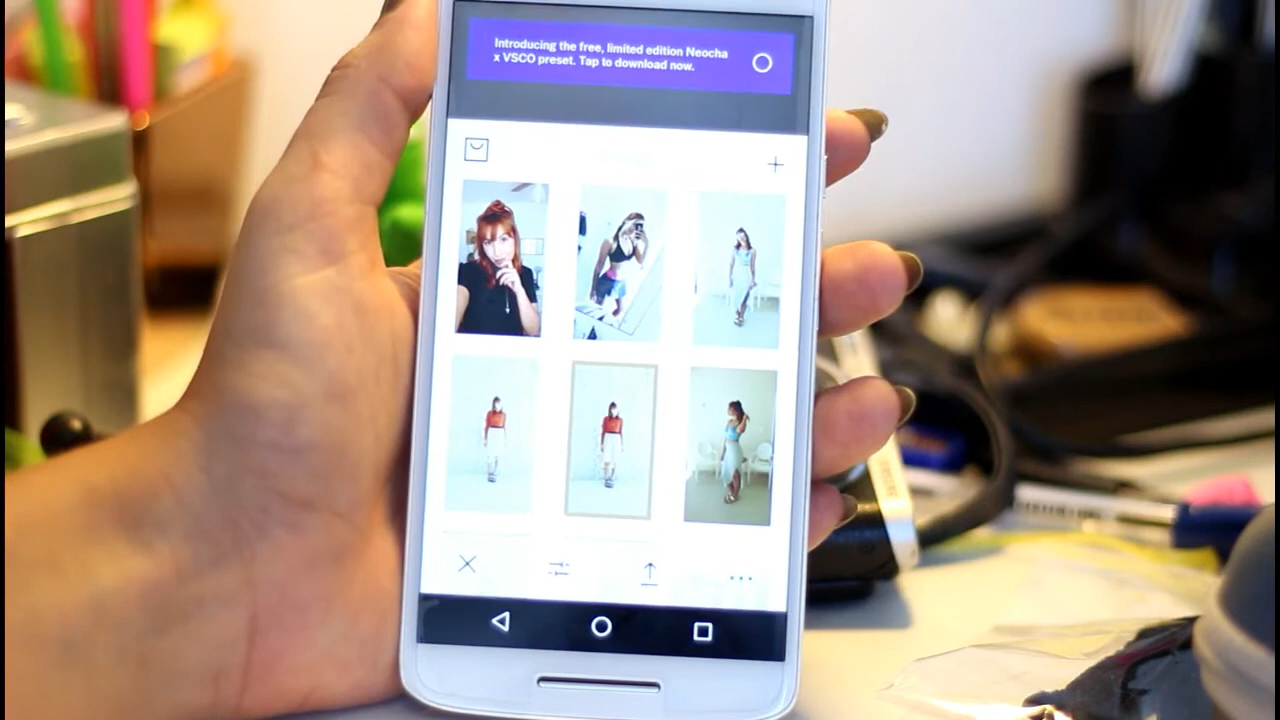 Introducing the free, limited edition Neocha
x VSCO preset. Tap to download now.